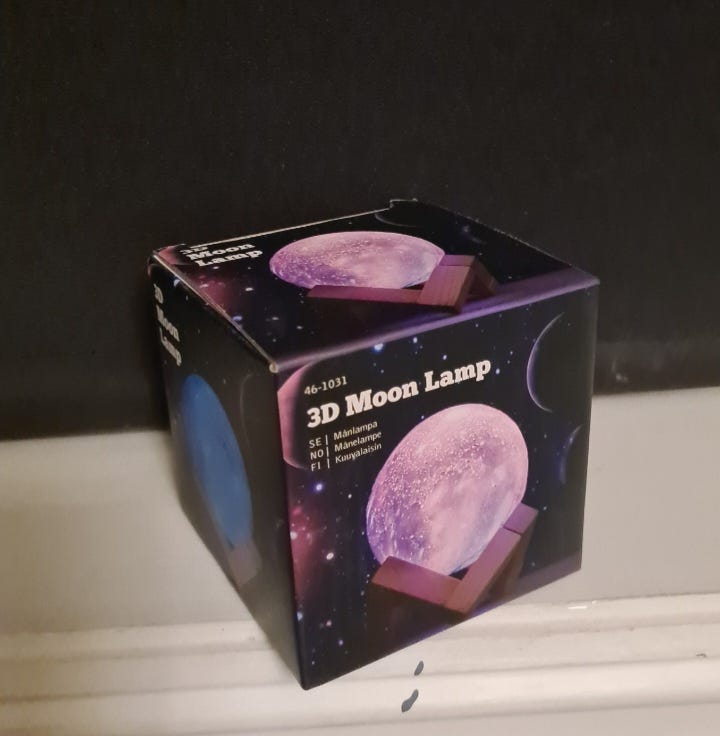 3D
Moon
Lamp
3D
Moon
Lamp
46-1031
3D Moon Lamp
SE | Månlampa
NO | Månelampe
FI | Kuuvalaisin